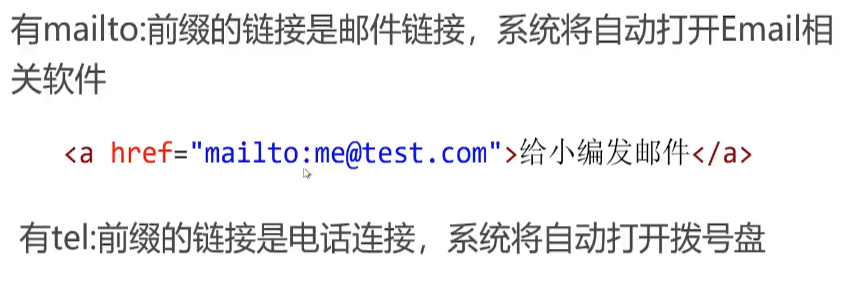 有mailto:前缀的链接是邮件链接，系统将自动打开Email相
关软件
<a href="mailto:me@test.com">给小编发邮件</a>
有tel:前缀的链接是电话连接，系统将自动打开拨号盘